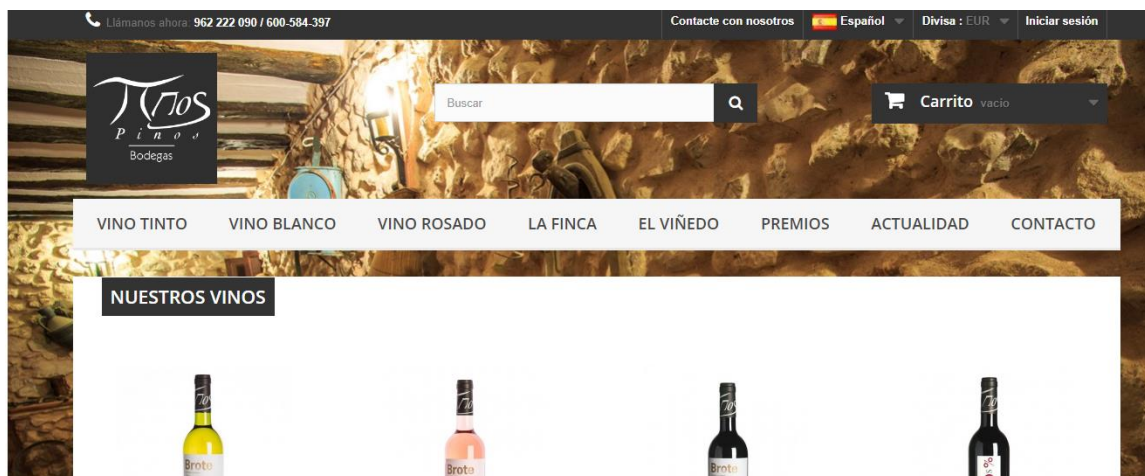 Llámanos ahora: 962 222 090 / 600-584-397
Contacte con nosotros
Español
Divisa : EUR
Iniciar sesión
Pinos
Bodegas
Buscar
Carrito vacío
VINO TINTO
VINO BLANCO
VINO ROSADO
LA FINCA
EL VIÑEDO
PREMIOS
ACTUALIDAD
CONTACTO
NUESTROS VINOS
Brote
Brote
Brote